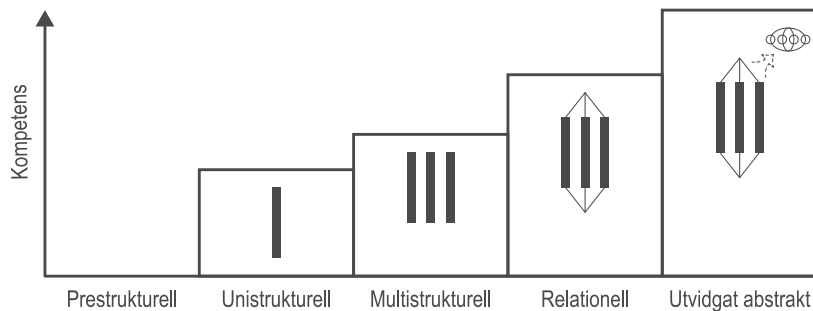 Kompetens
Prestrukturell
Unistrukturell
Multistrukturell
Relationell
Utvidgat abstrakt